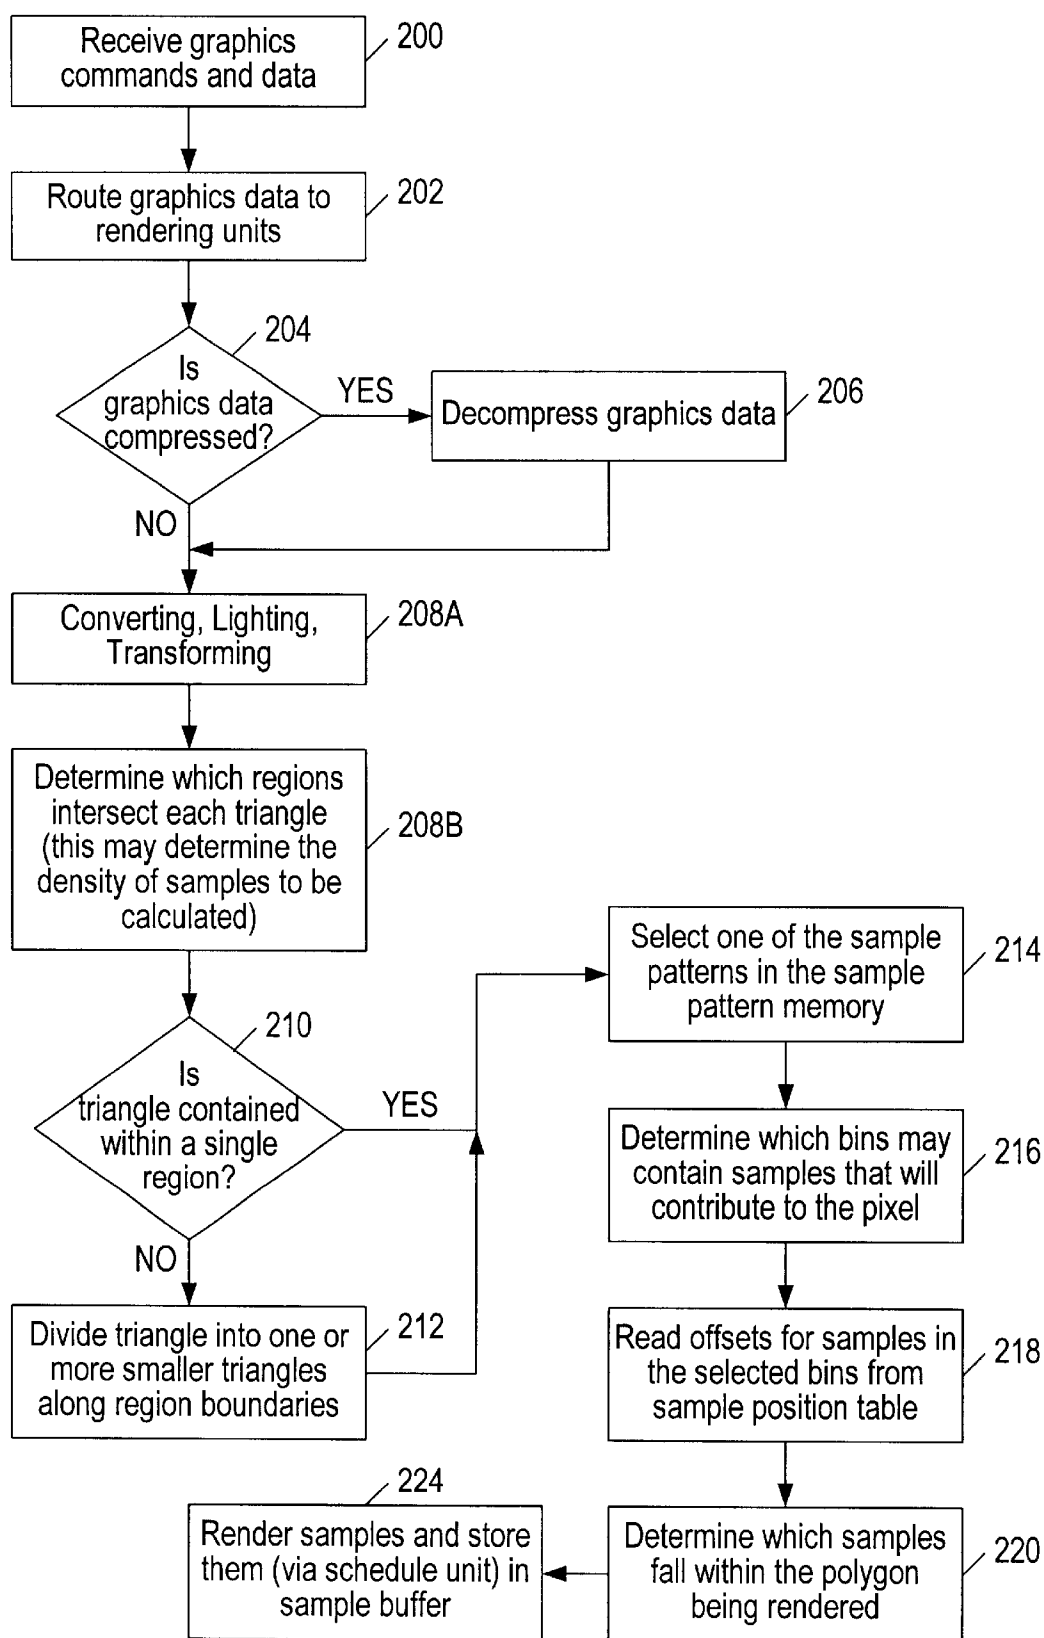 Receive graphics
commands and data
200
Route graphics data to
rendering units
202
204
Is
graphics data
compressed?
YES
Decompress graphics data
206
NO
Converting, Lighting,
Transforming
208A
Determine which regions
intersect each triangle
(this may determine the
density of samples to be
calculated)
208B
210
Is
triangle contained
within a single
region?
YES
NO
Divide triangle into one or
more smaller triangles
along region boundaries
212
Select one of the sample
patterns in the sample
pattern memory
214
Determine which bins may
contain samples that will
contribute to the pixel
216
Read offsets for samples in
the selected bins from
sample position table
218
Determine which samples
fall within the polygon
being rendered
220
224
Render samples and store
them (via schedule unit) in
sample buffer